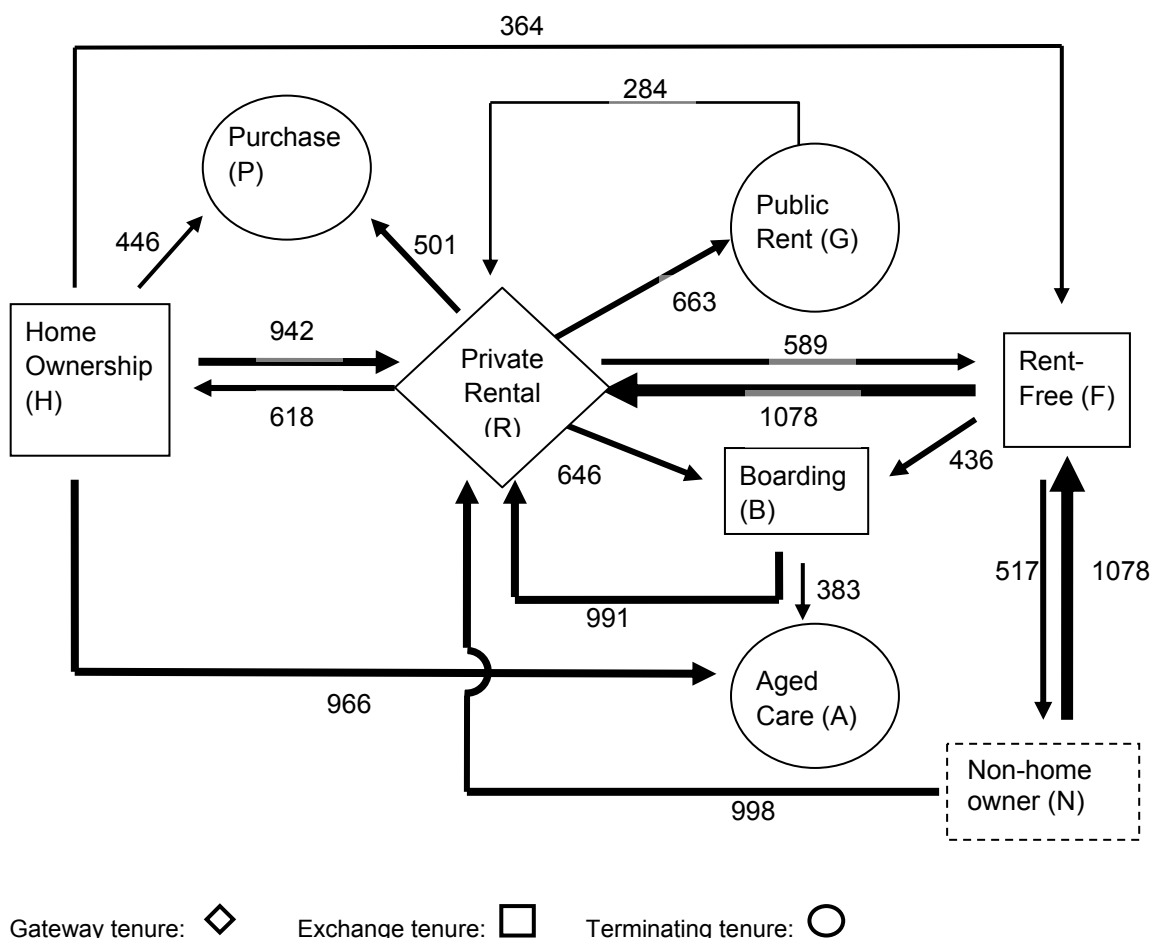 364
284
Purchase
(P)
Public
Rent (G)
446
501
663
Home
Ownership
(H)
942
618
Private
Rental
(R)
589
1078
Rent-
Free (F)
646
436
Boarding
(B)
991
383
517
1078
966
Aged
Care (A)
Non-home
owner (N)
998
Gateway tenure: Exchange tenure: Terminating tenure: